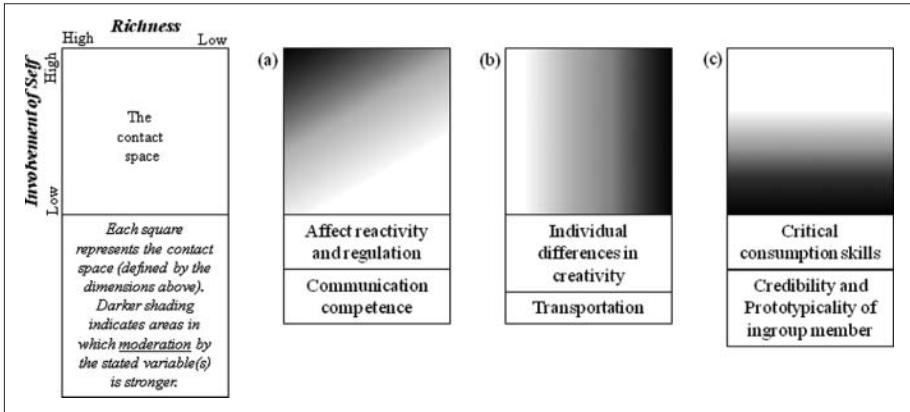 Richness
High Low
Involvement of Self
High
Low
The
contact
space
Each square
represents the contact
space (defined by the
dimensions above).
Darker shading
indicates areas in
which moderation by
the stated variable(s)
is stronger.
(a)
Affect reactivity
and regulation
Communication
competence
(b)
Individual
differences in
creativity
Transportation
(c)
Critical
consumption skills
Credibility and
Prototypicality of
ingroup member